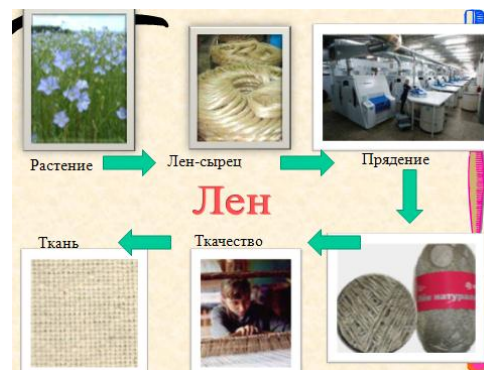 Растение
Лен-сырец
Прядение
Лен
Ткань
Ткачество